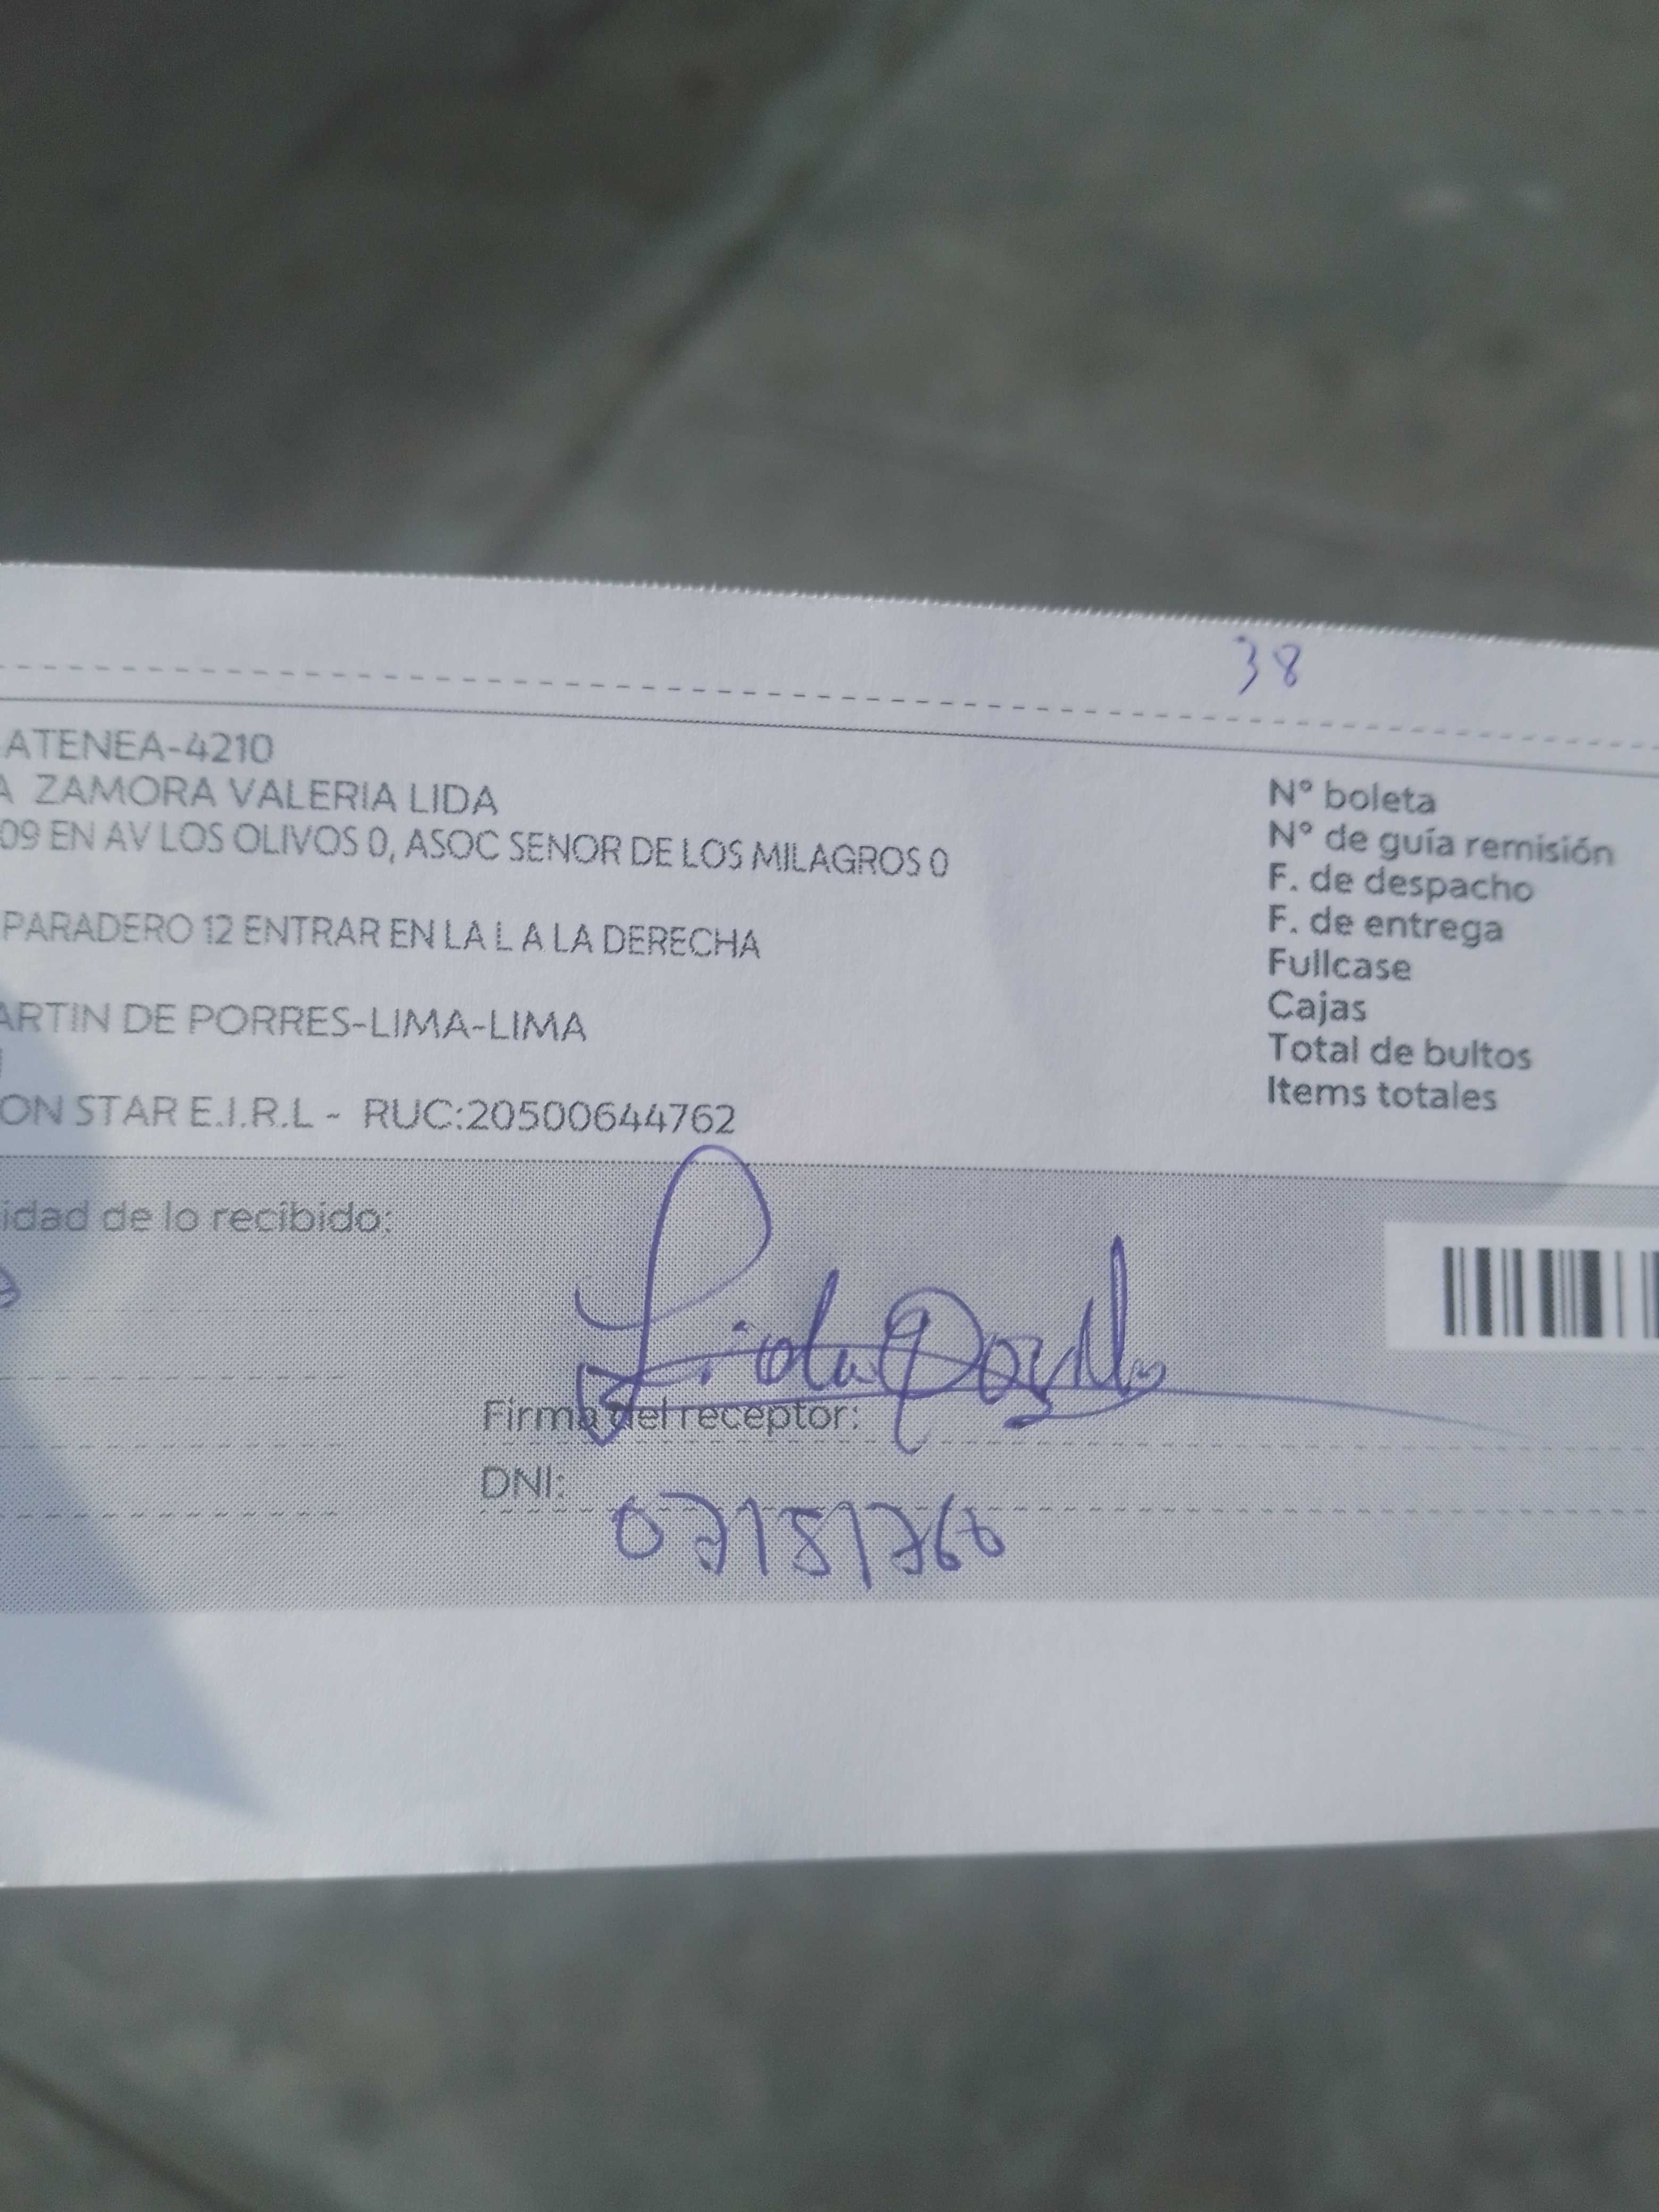 38
ATENEA-4210
A ZAMORA VALERIA LIDA
09 EN AV LOS OLIVOS 0, ASOC SENOR DE LOS MILAGROS 0
PARADERO 12 ENTRAR EN LA L A LA DERECHA
ARTIN DE PORRES-LIMA-LIMA
ON STAR E.I.R.L - RUC:20500644762
N° boleta
N° de guía remisión
F. de despacho
F. de entrega
Fullcase
Cajas
Total de bultos
Items totales
idad de lo recibido:
Lida
Firma del receptor:
DNI:
07181760